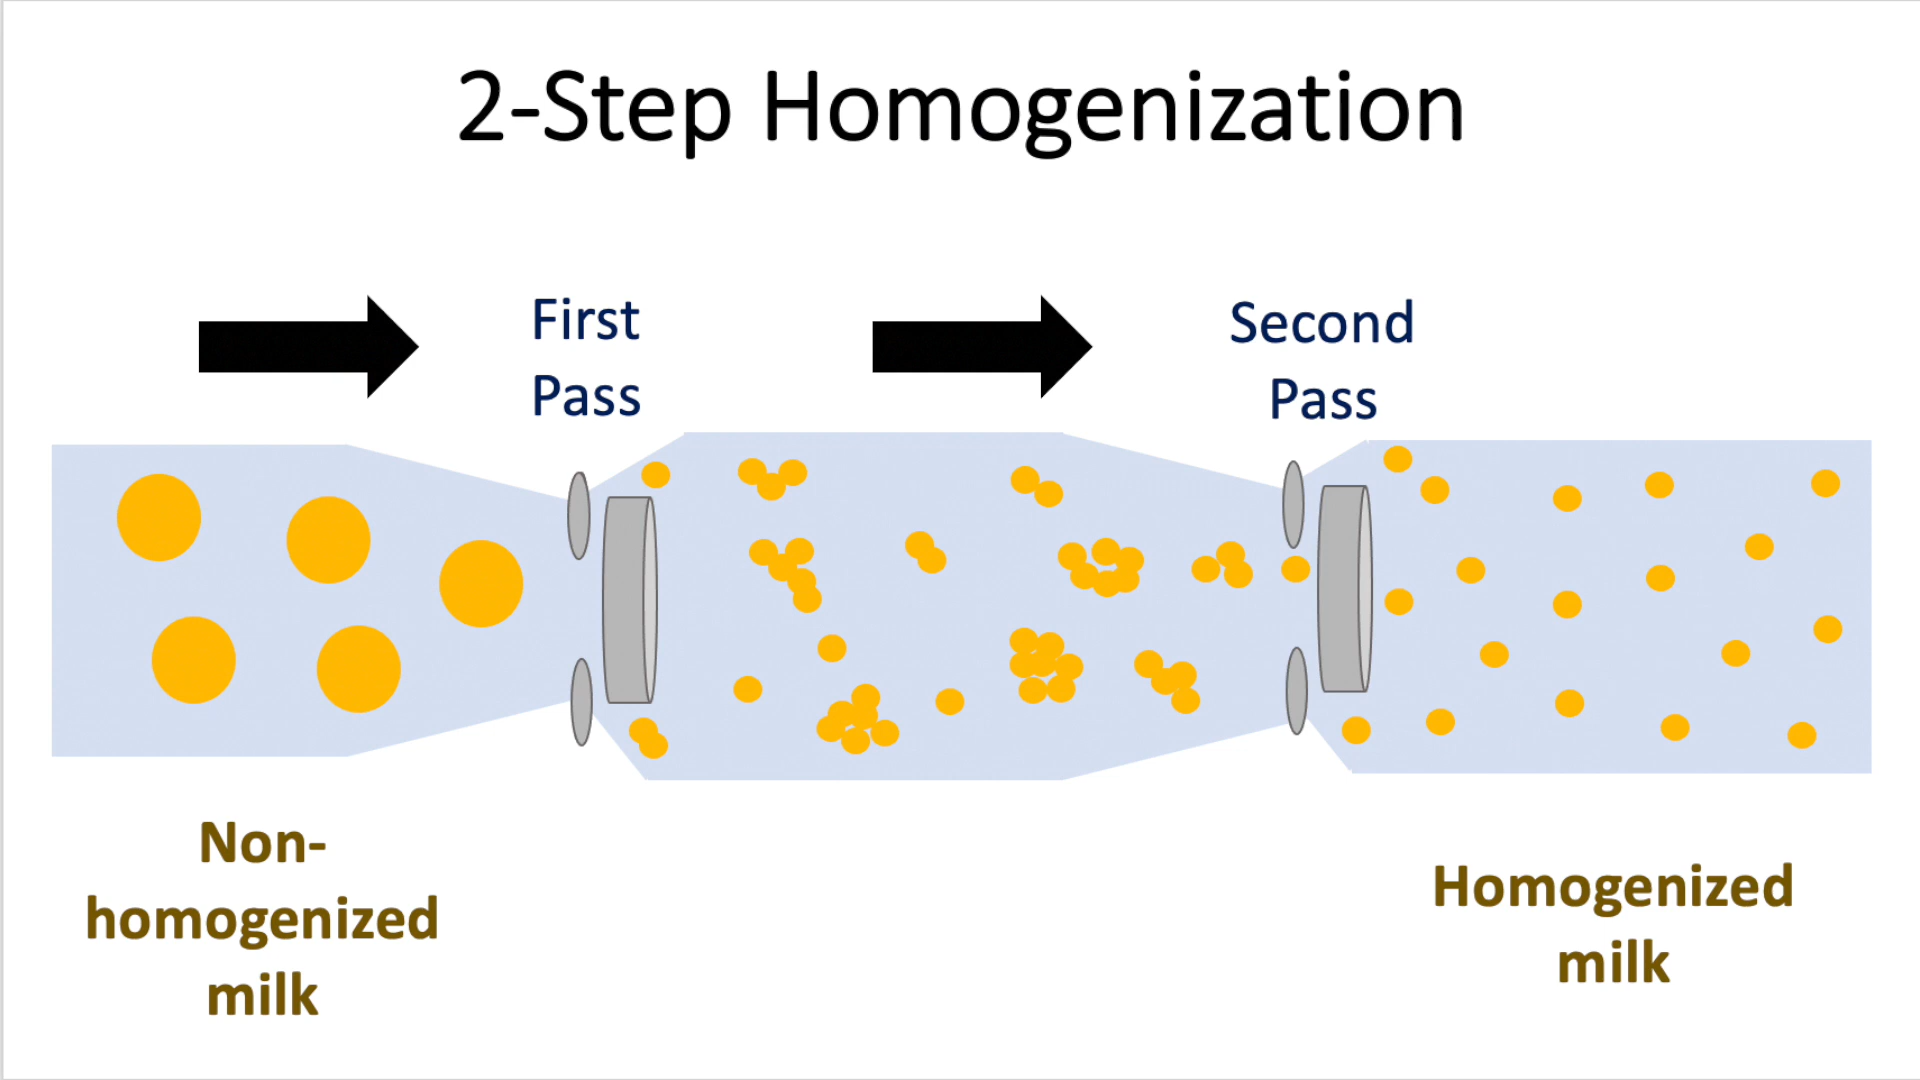 2-Step Homogenization
First
Pass
Second
Pass
Non-
homogenized
milk
Homogenized
milk